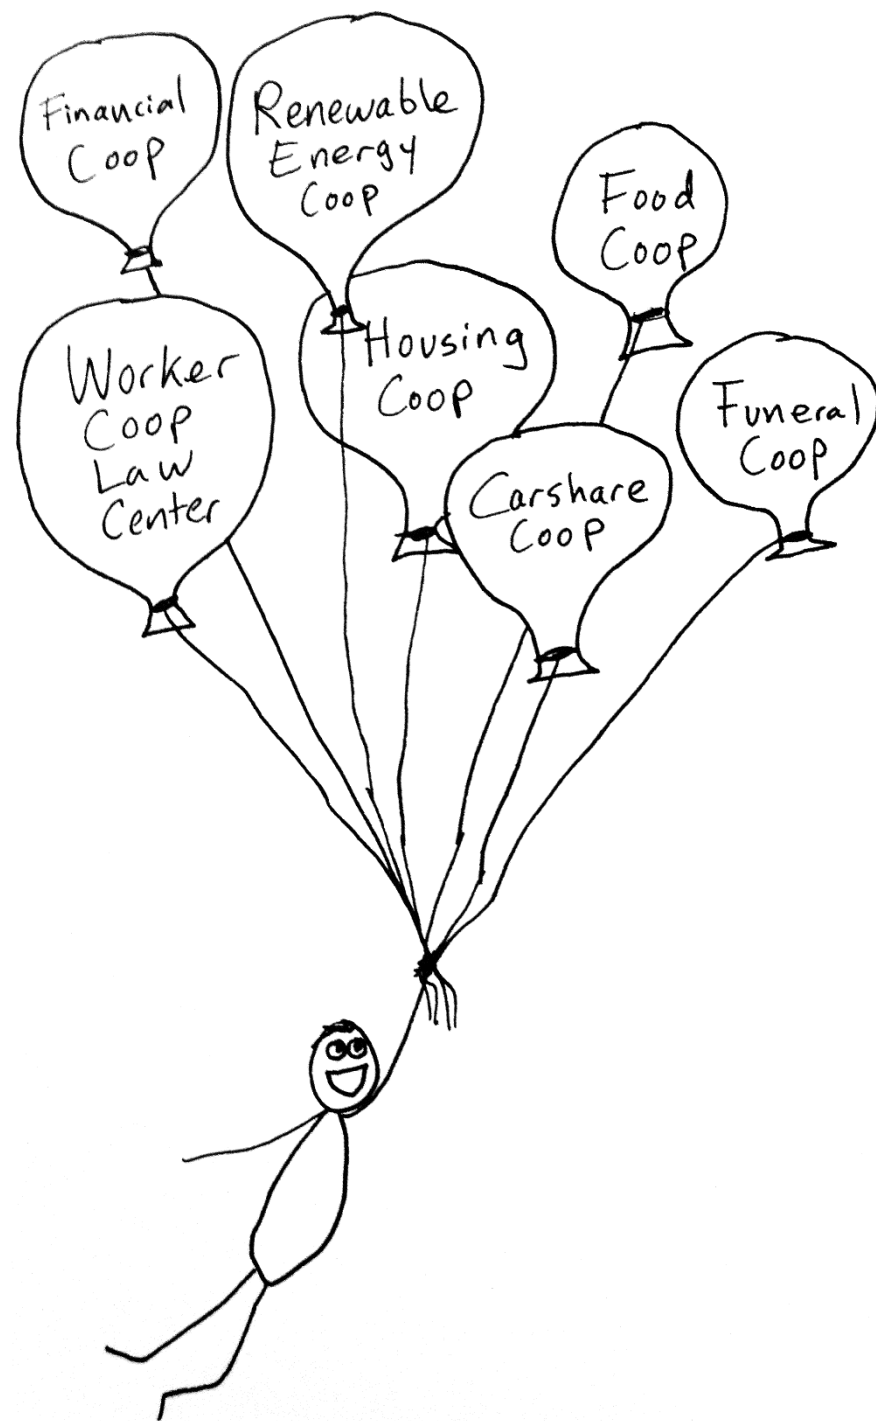 Financial
Coop
Renewable
Energy
Coop
Food
Coop
Worker
Coop
Law
Center
Housing
Coop
Funeral
Coop
Carshare
Coop